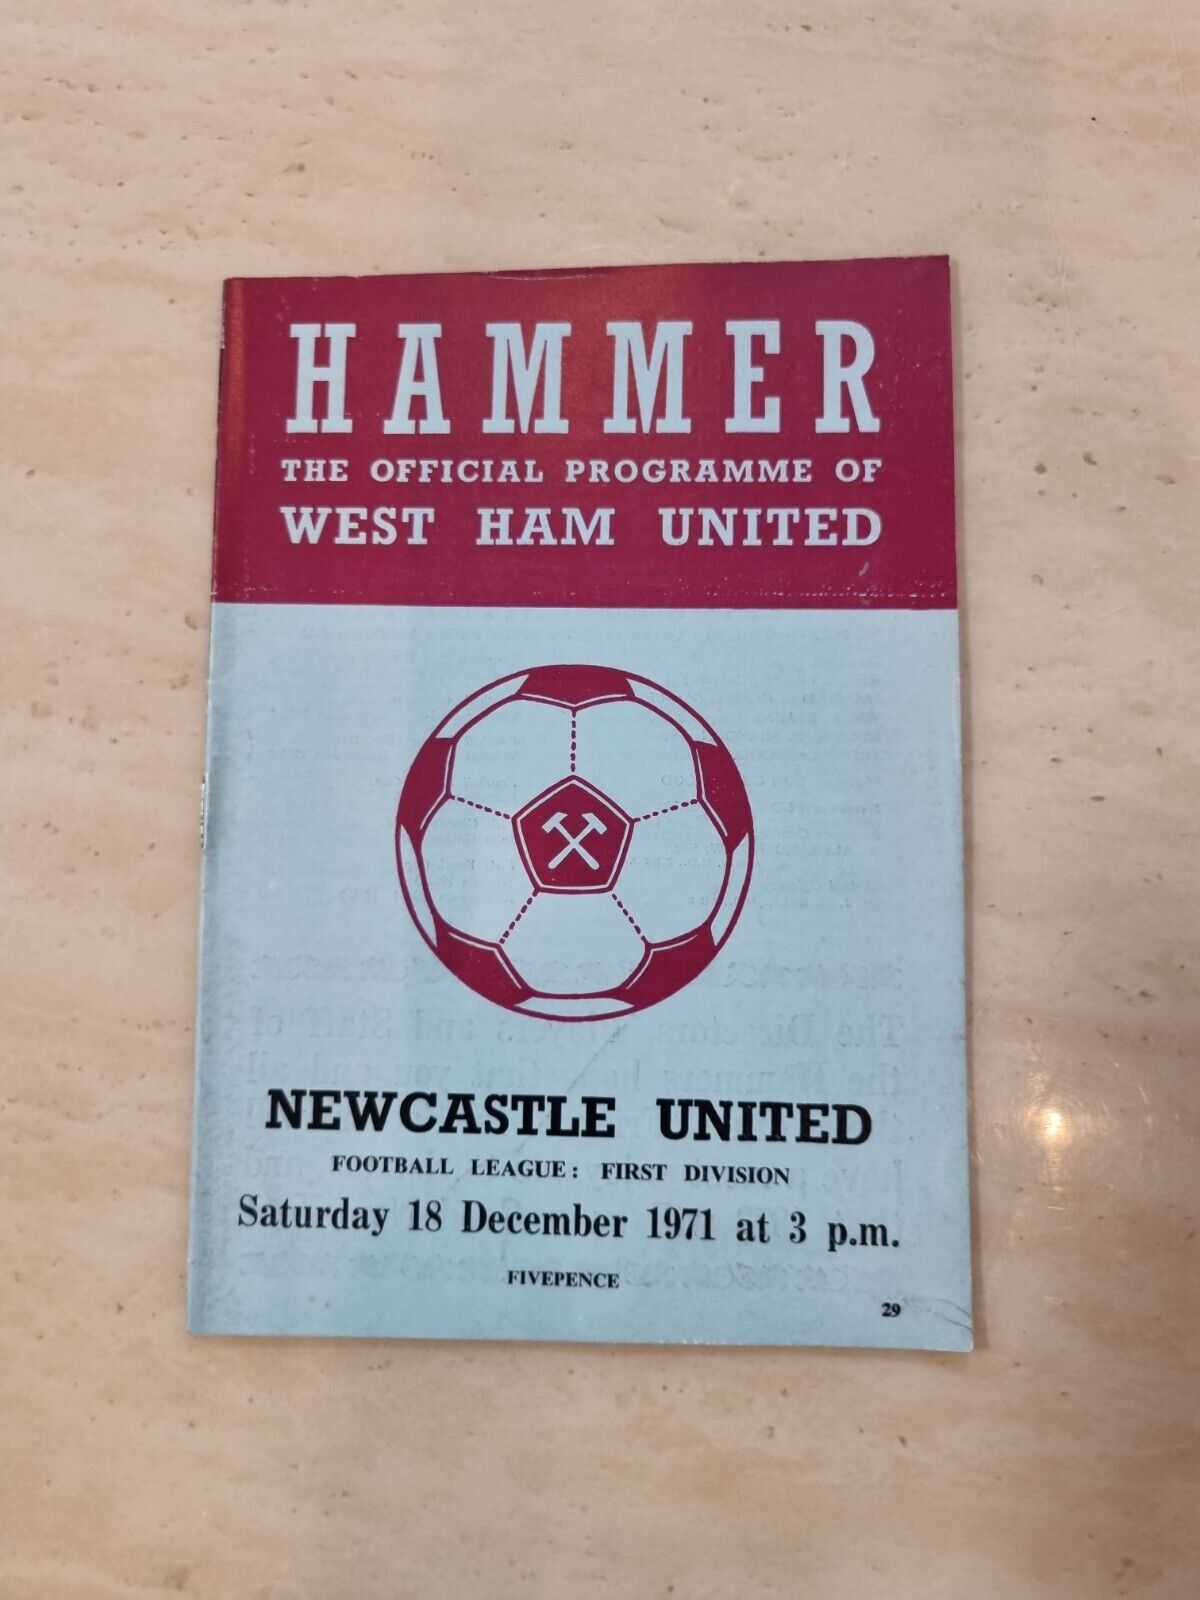 HAMMER
THE OFFICIAL PROGRAMME OF
WEST HAM UNITED
NEWCASTLE UNITED
FOOTBALL LEAGUE: FIRST DIVISION
Saturday 18 December 1971 at 3 p.m.
FIVEPENCE
29